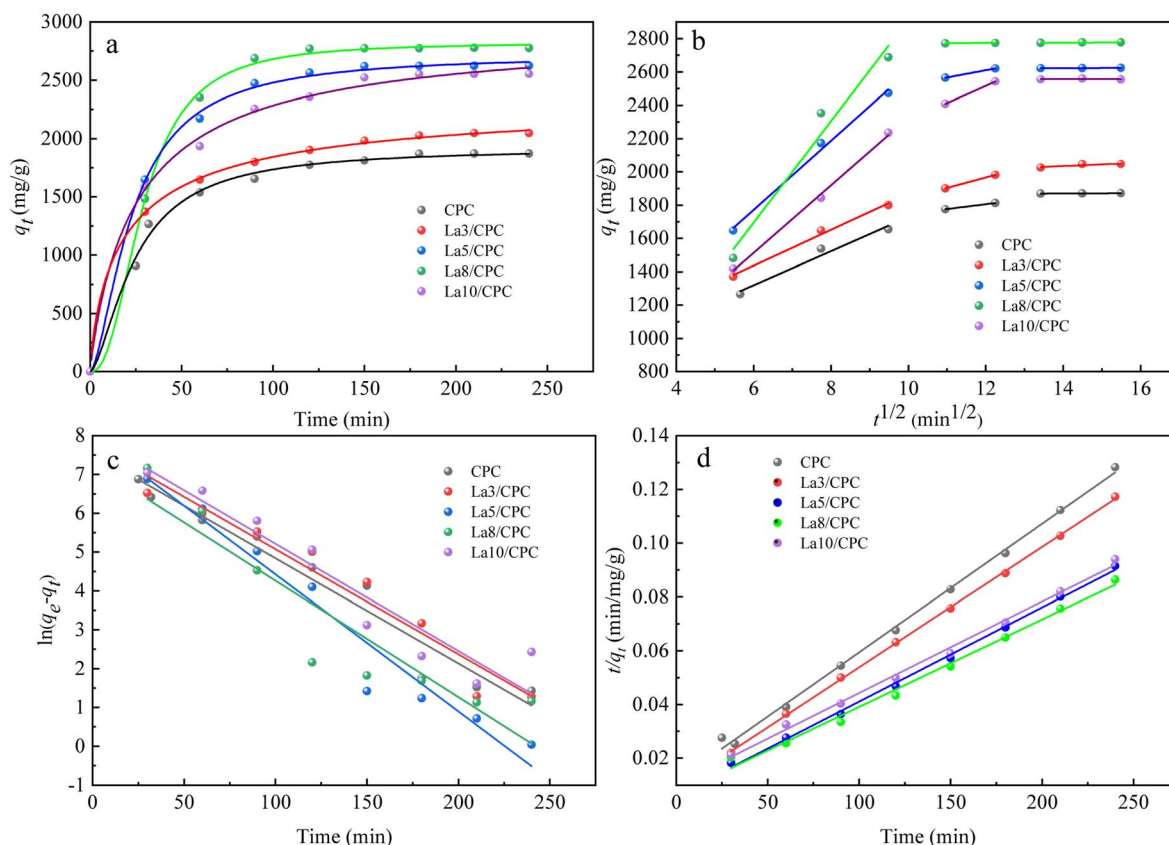 a
3000
2500
2000
1500
1000
500
0
q_t (mg/g)
CPC
La3/CPC
La5/CPC
La8/CPC
La10/CPC
0 50 100 150 200 250
Time (min)
b
2800
2600
2400
2200
2000
1800
1600
1400
1200
1000
800
q_t (mg/g)
CPC
La3/CPC
La5/CPC
La8/CPC
La10/CPC
4 6 8 10 12 14 16
t^1/2 (min^1/2)
c
8
7
6
5
4
3
2
1
0
-1
ln(q_e-q_t)
CPC
La3/CPC
La5/CPC
La8/CPC
La10/CPC
0 50 100 150 200 250
Time (min)
d
0.14
0.12
0.10
0.08
0.06
0.04
0.02
t/q_t (min/mg/g)
CPC
La3/CPC
La5/CPC
La8/CPC
La10/CPC
0 50 100 150 200 250
Time (min)